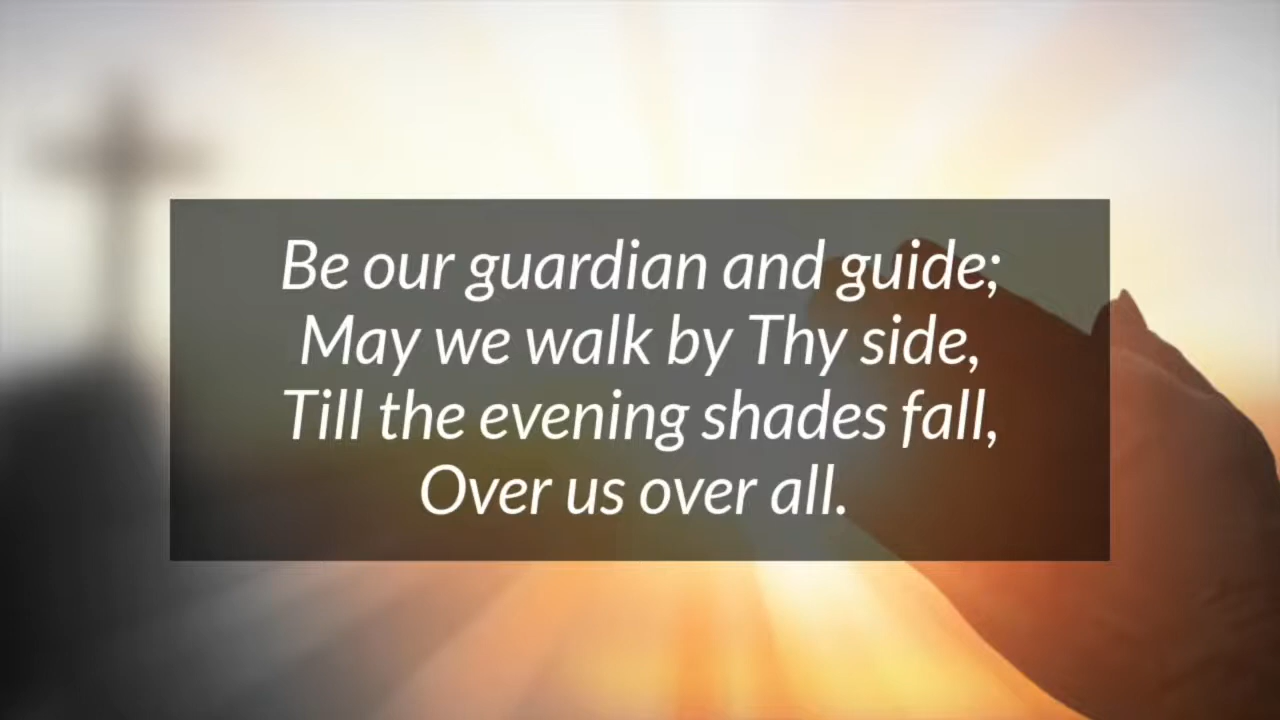 Be our guardian and guide;
May we walk by Thy side,
Till the evening shades fall,
Over us over all.